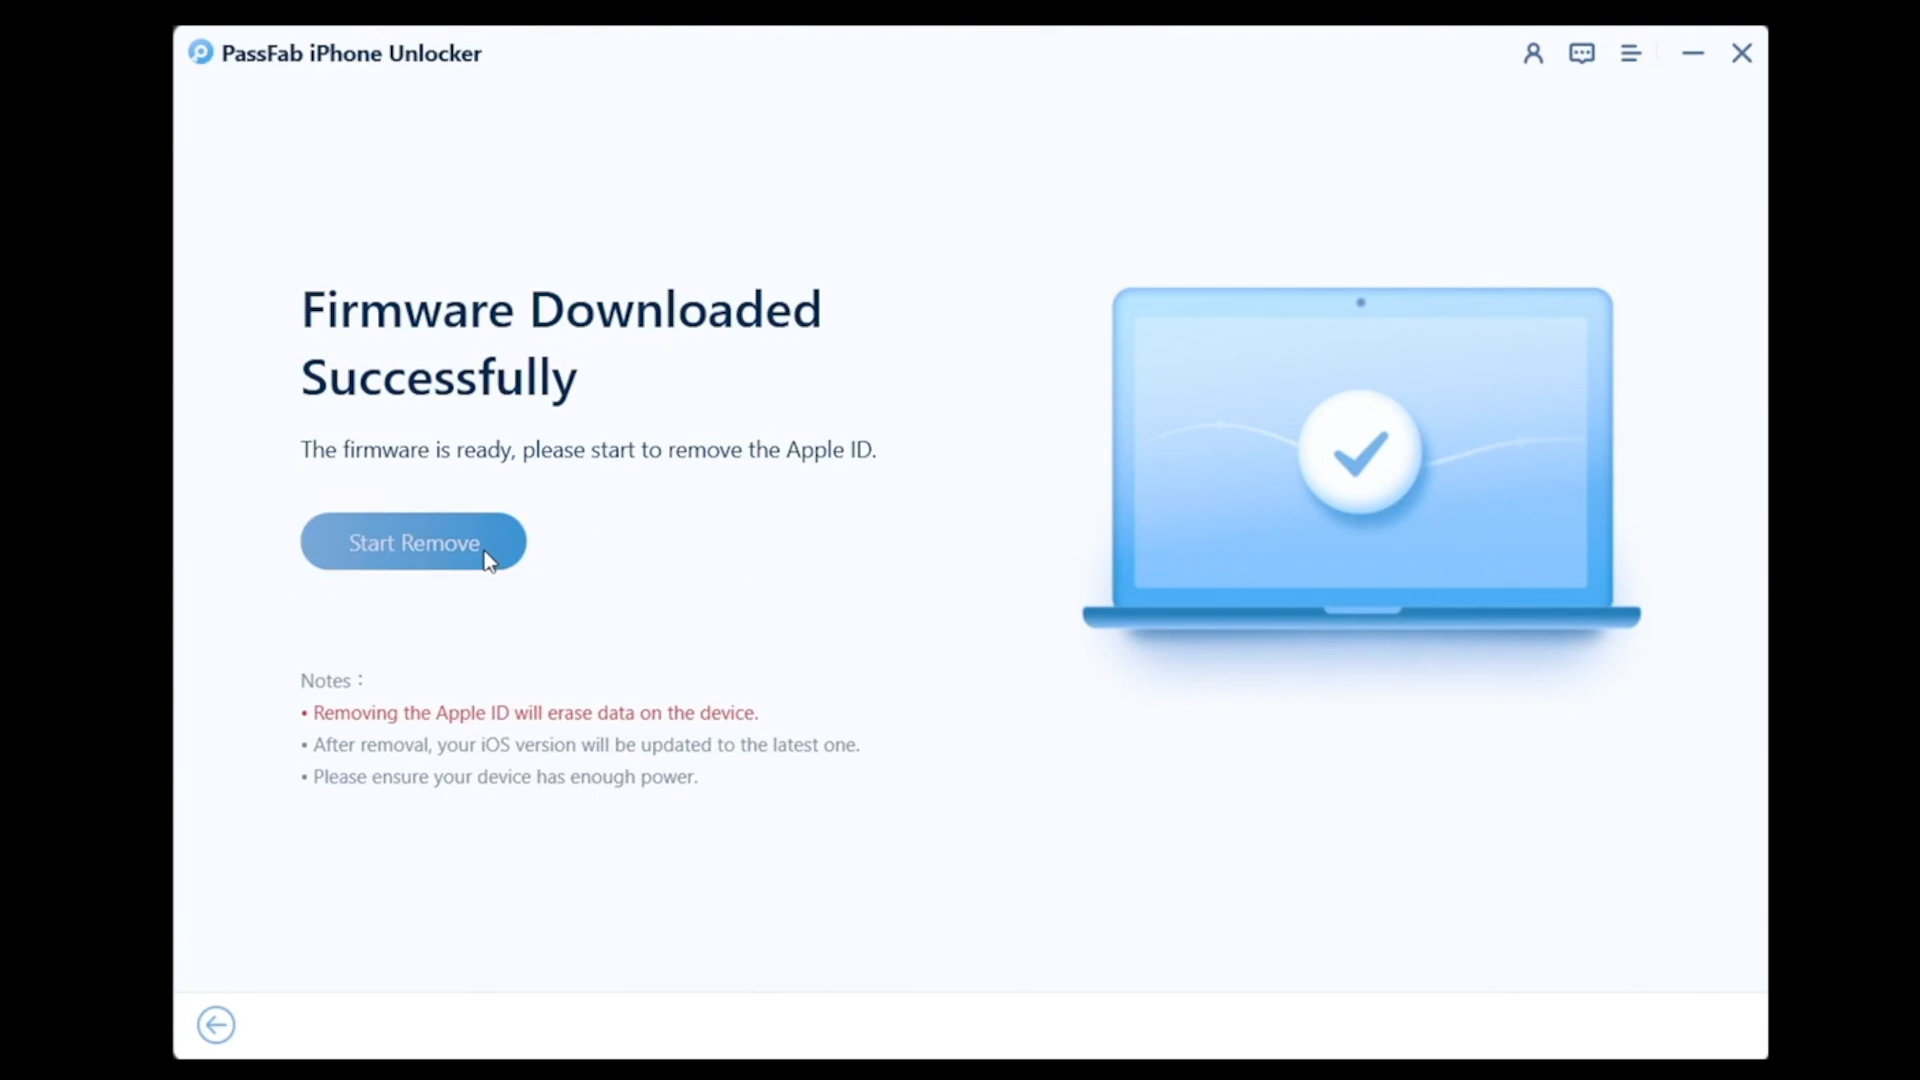 PassFab iPhone Unlocker
Firmware Downloaded
Successfully
The firmware is ready, please start to remove the Apple ID.
Start Remove
Notes：
• Removing the Apple ID will erase data on the device.
• After removal, your iOS version will be updated to the latest one.
• Please ensure your device has enough power.